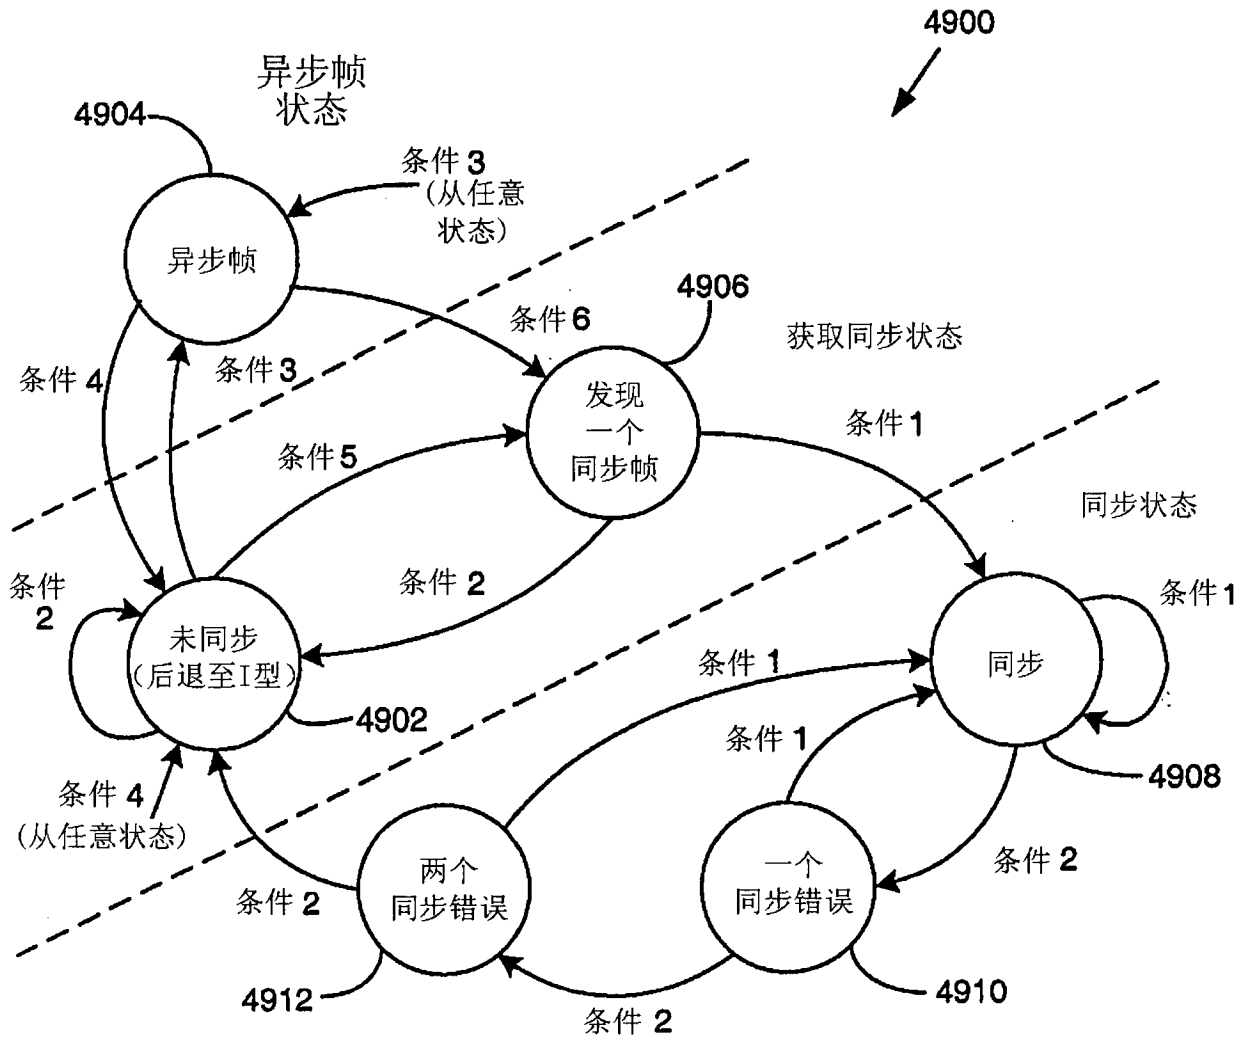 4900
异步帧
状态
4904
条件3
(从任意
状态)
异步帧
4906
条件6
获取同步状态
条件4
条件3
发现
一个
同步帧
条件1
条件5
同步状态
条件
2
条件2
条件1
未同步
(后退至I型)
同步
条件1
4902
条件1
4908
条件4
(从任意状态)
条件2
两个
同步错误
一个
同步错误
条件2
4912
4910
条件2